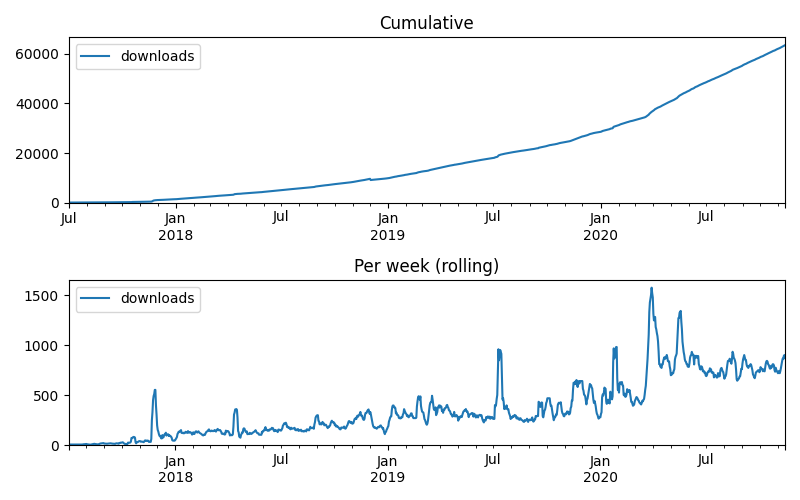 Cumulative
downloads
60000
40000
20000
0
Jul Jan Jul Jan Jul Jan Jul
2018 2019 2020
Per week (rolling)
downloads
1500
1000
500
0
Jan Jul Jan Jul Jan Jul
2018 2019 2020